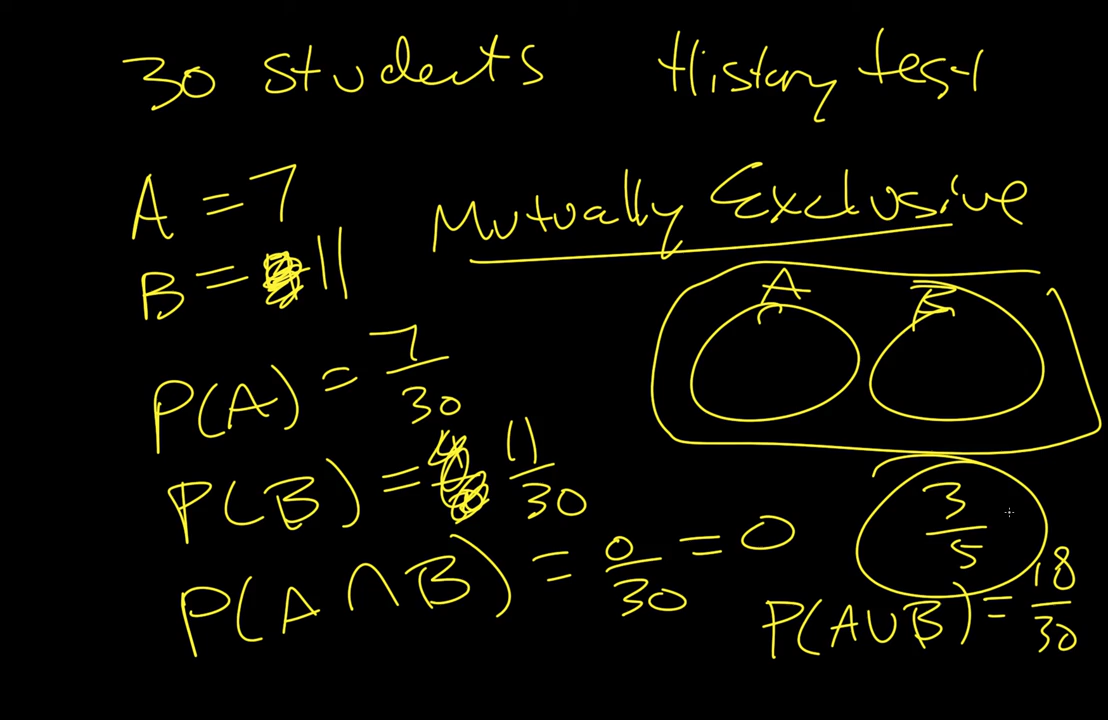 30 students History test
A = 7
Mutually Exclusive
B = 11
A B
P(A) = 7/30
P(B) = 11/30
3/5
P(A∩B) = 0/30 = 0
P(A∪B) = 18/30